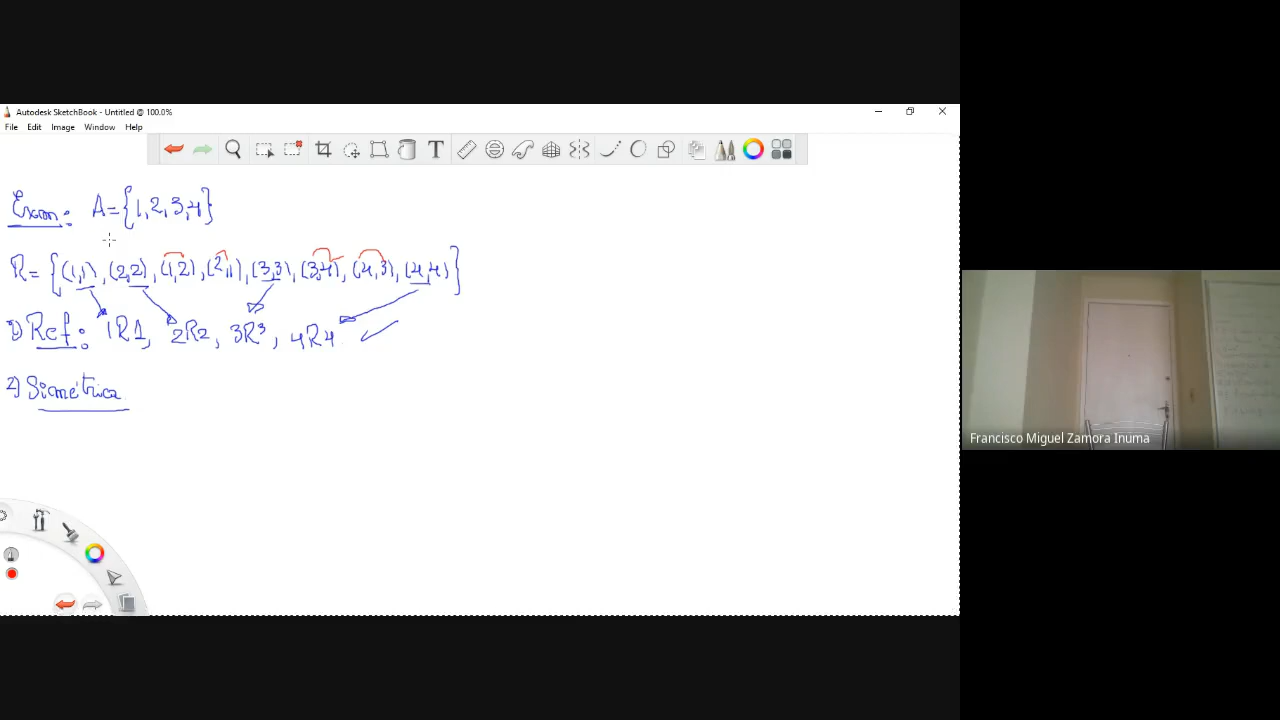 Autodesk SketchBook - Untitled @ 100.0%
File Edit Image Window Help
T
Exam: A={1,2,3,4}
R={(1,1),(2,2),(1,2),(2,1),(3,3),(3,4),(4,3),(4,4)}
1) Ref: 1R1, 2R2, 3R3, 4R4
2) Simétrica
Francisco Miguel Zamora Inuma